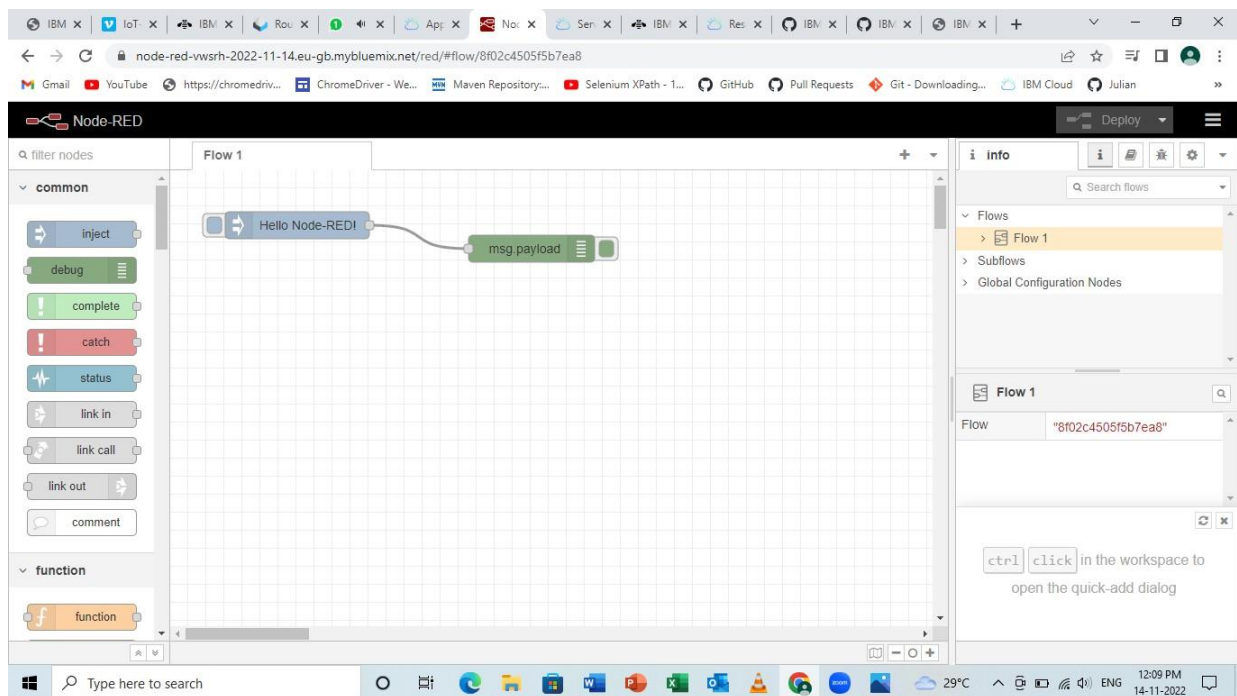 IBM IoT- IBM Rou App Noc Ser IBM Res IBM IBM IBM
node-red-vwsrh-2022-11-14.eu-gb.mybluemix.net/red/#flow/8f02c4505f5b7ea8
Gmail YouTube https://chromedriv... ChromeDriver - We... Maven Repository:... Selenium XPath - 1... GitHub Pull Requests Git - Downloading... IBM Cloud Julian »
Node-RED Deploy
filter nodes Flow 1 i info
common
Search flows
inject
debug
complete
catch
status
link in
link call
link out
comment
function
function
Hello Node-RED!
msg.payload
Flows
Flow 1
Subflows
Global Configuration Nodes
Flow 1
Flow "8f02c4505f5b7ea8"
ctrl click in the workspace to
open the quick-add dialog
Type here to search 29°C ENG 12:09 PM
14-11-2022